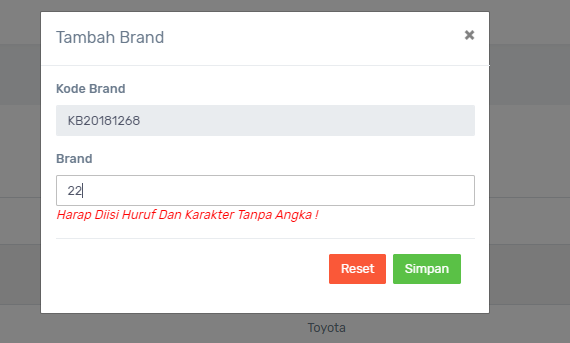 Tambah Brand
Kode Brand
KB20181268
Brand
22
Harap Diisi Huruf Dan Karakter Tanpa Angka !
Reset Simpan
Toyota